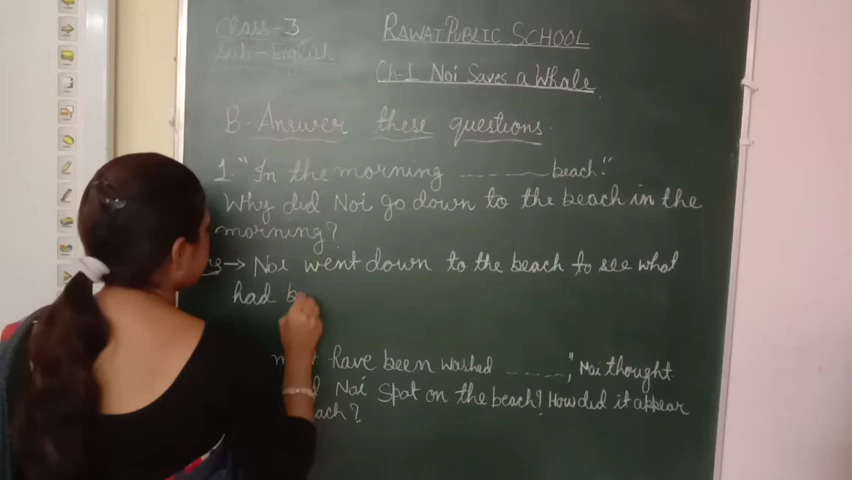 Class-3
Sub-English
RAWAT PUBLIC SCHOOL
Ch-1 Noi Saves a Whale
B-Answer these questions.
1. "In the morning ------ beach."
Why did Noi go down to the beach in the
morning?
→ Noi went down to the beach to see what
had b
have been washed ------," Noi thought.
Noi spot on the beach? How did it appear